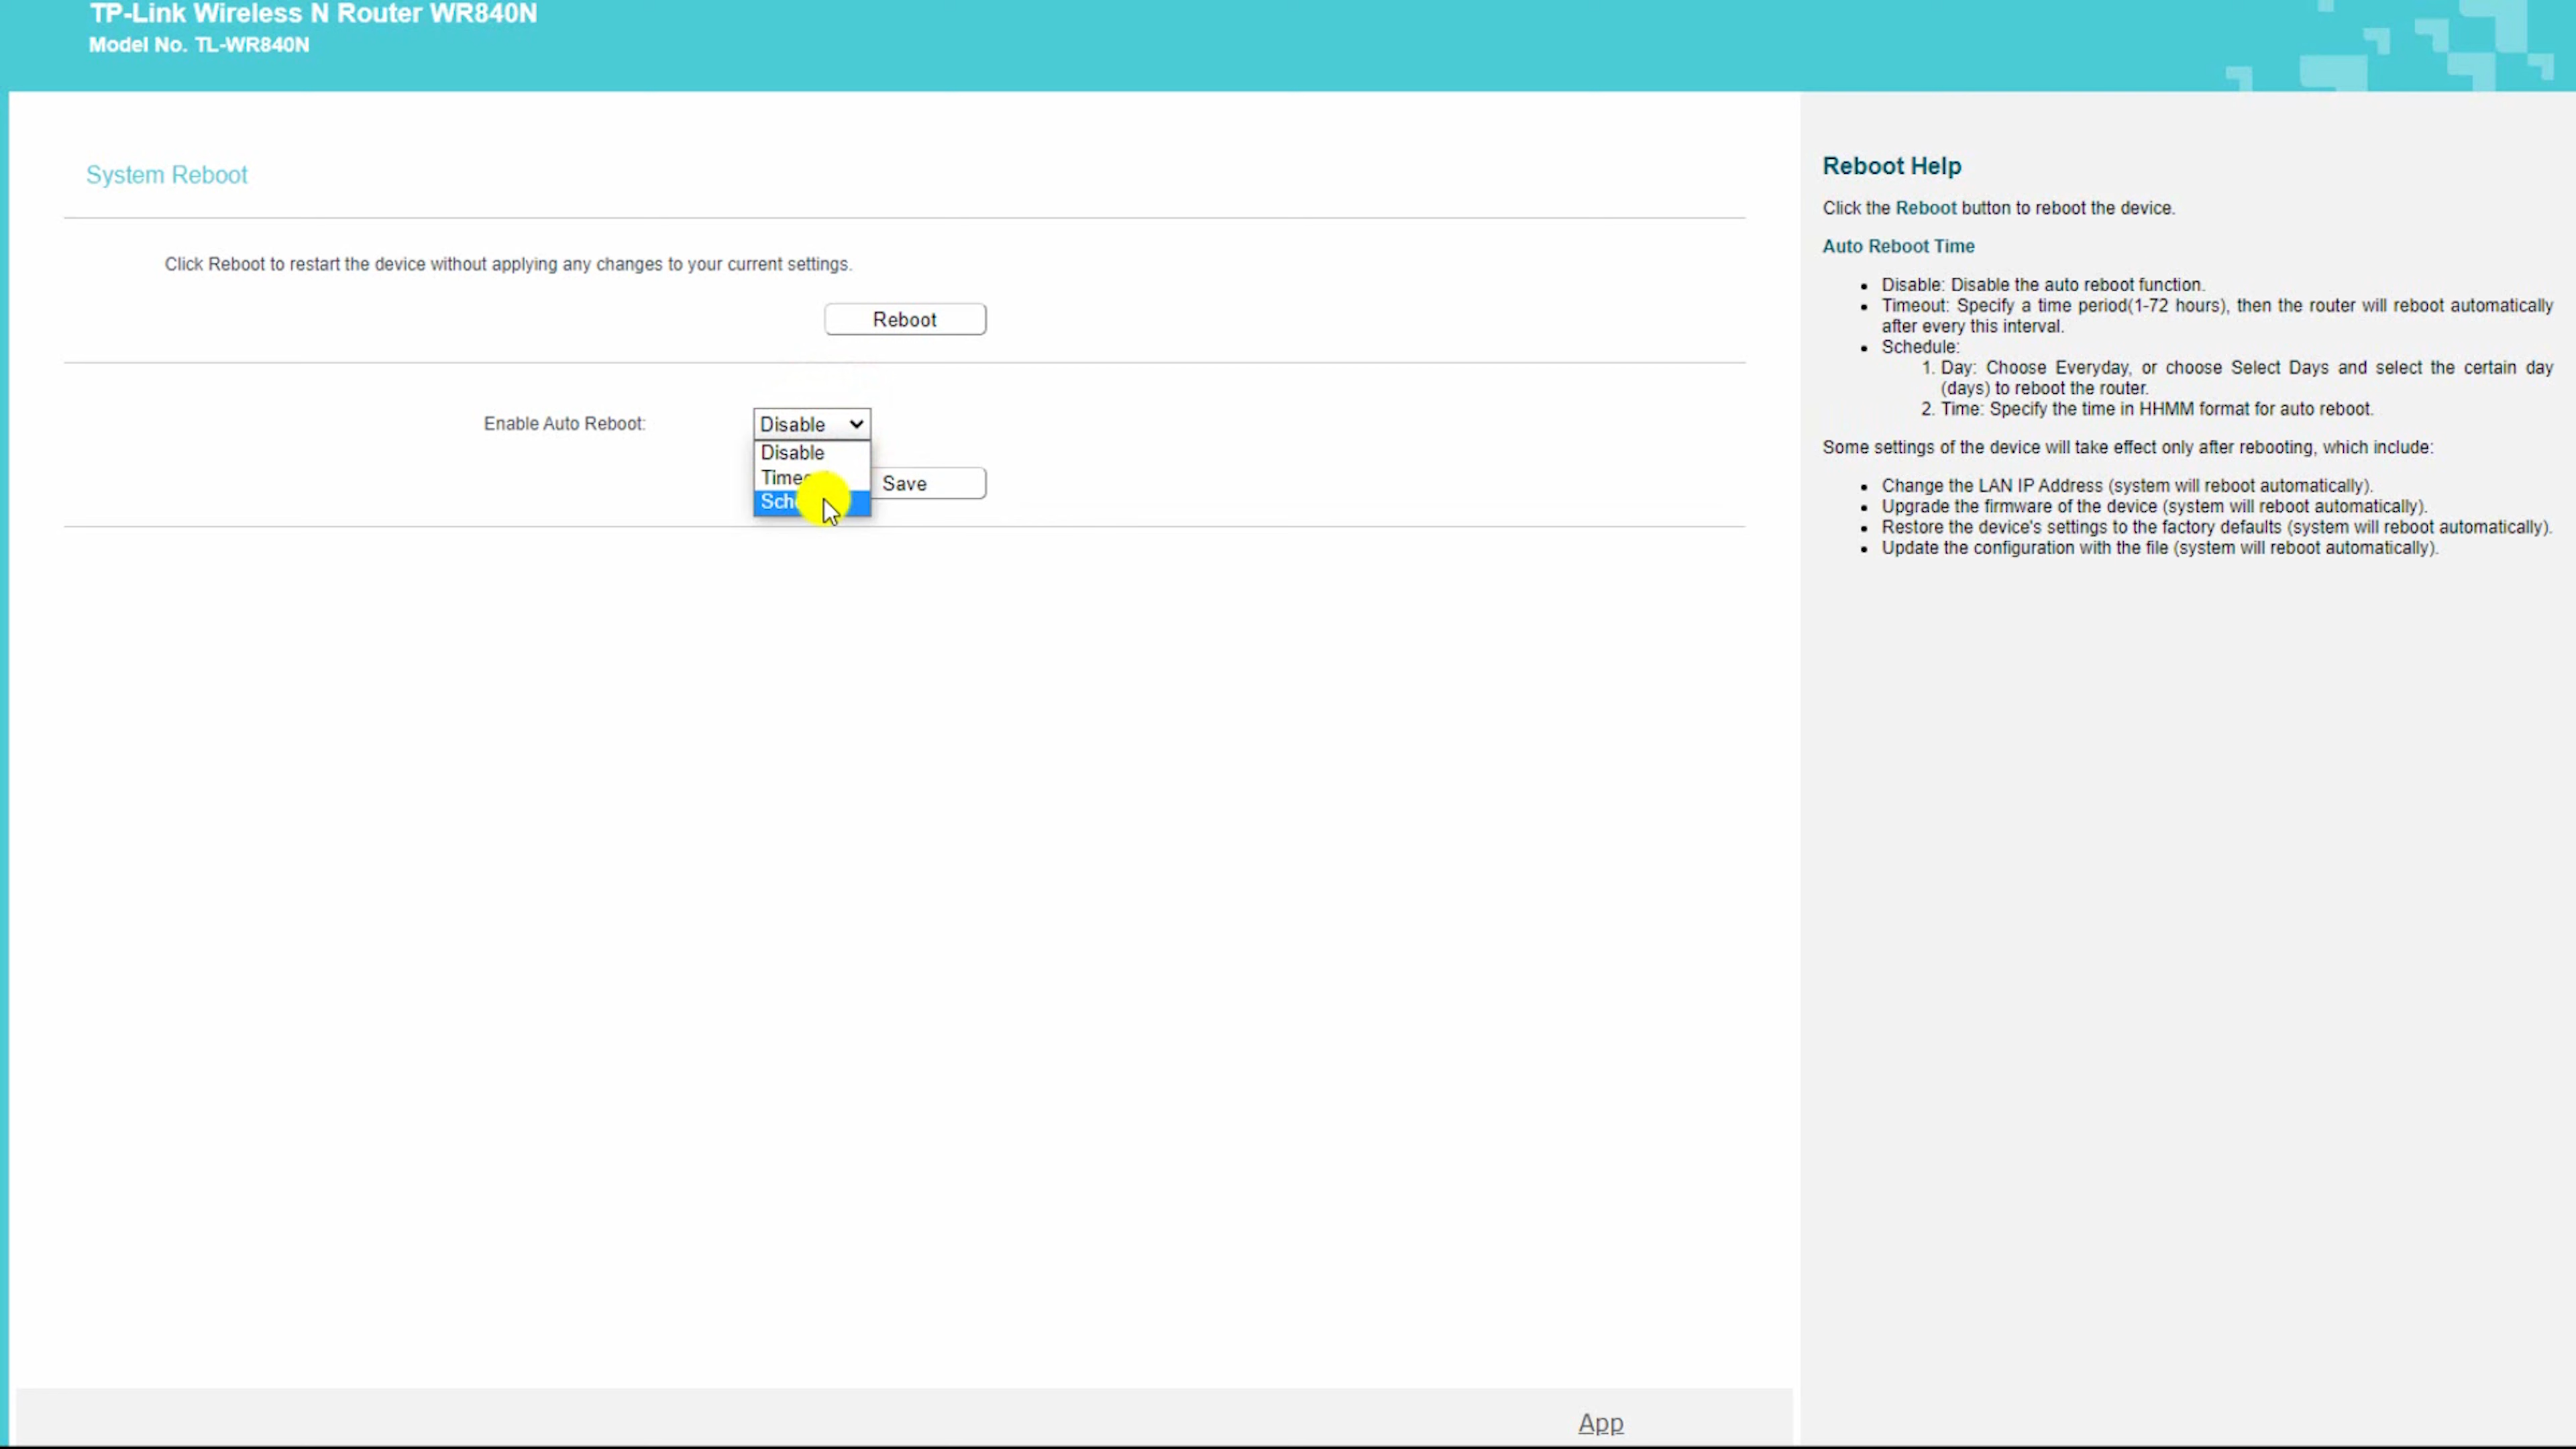 TP-Link Wireless N Router WR840N
Model No. TL-WR840N
System Reboot
Click Reboot to restart the device without applying any changes to your current settings.
Reboot
Enable Auto Reboot:
Disable
Disable
Save
Reboot Help
Click the Reboot button to reboot the device.
Auto Reboot Time
Disable: Disable the auto reboot function.
Timeout: Specify a time period(1-72 hours), then the router will reboot automatically
after every this interval.
Schedule:
1. Day: Choose Everyday, or choose Select Days and select the certain day
(days) to reboot the router.
2. Time: Specify the time in HHMM format for auto reboot.
Some settings of the device will take effect only after rebooting, which include:
Change the LAN IP Address (system will reboot automatically).
Upgrade the firmware of the device (system will reboot automatically).
Restore the device's settings to the factory defaults (system will reboot automatically).
Update the configuration with the file (system will reboot automatically).
App